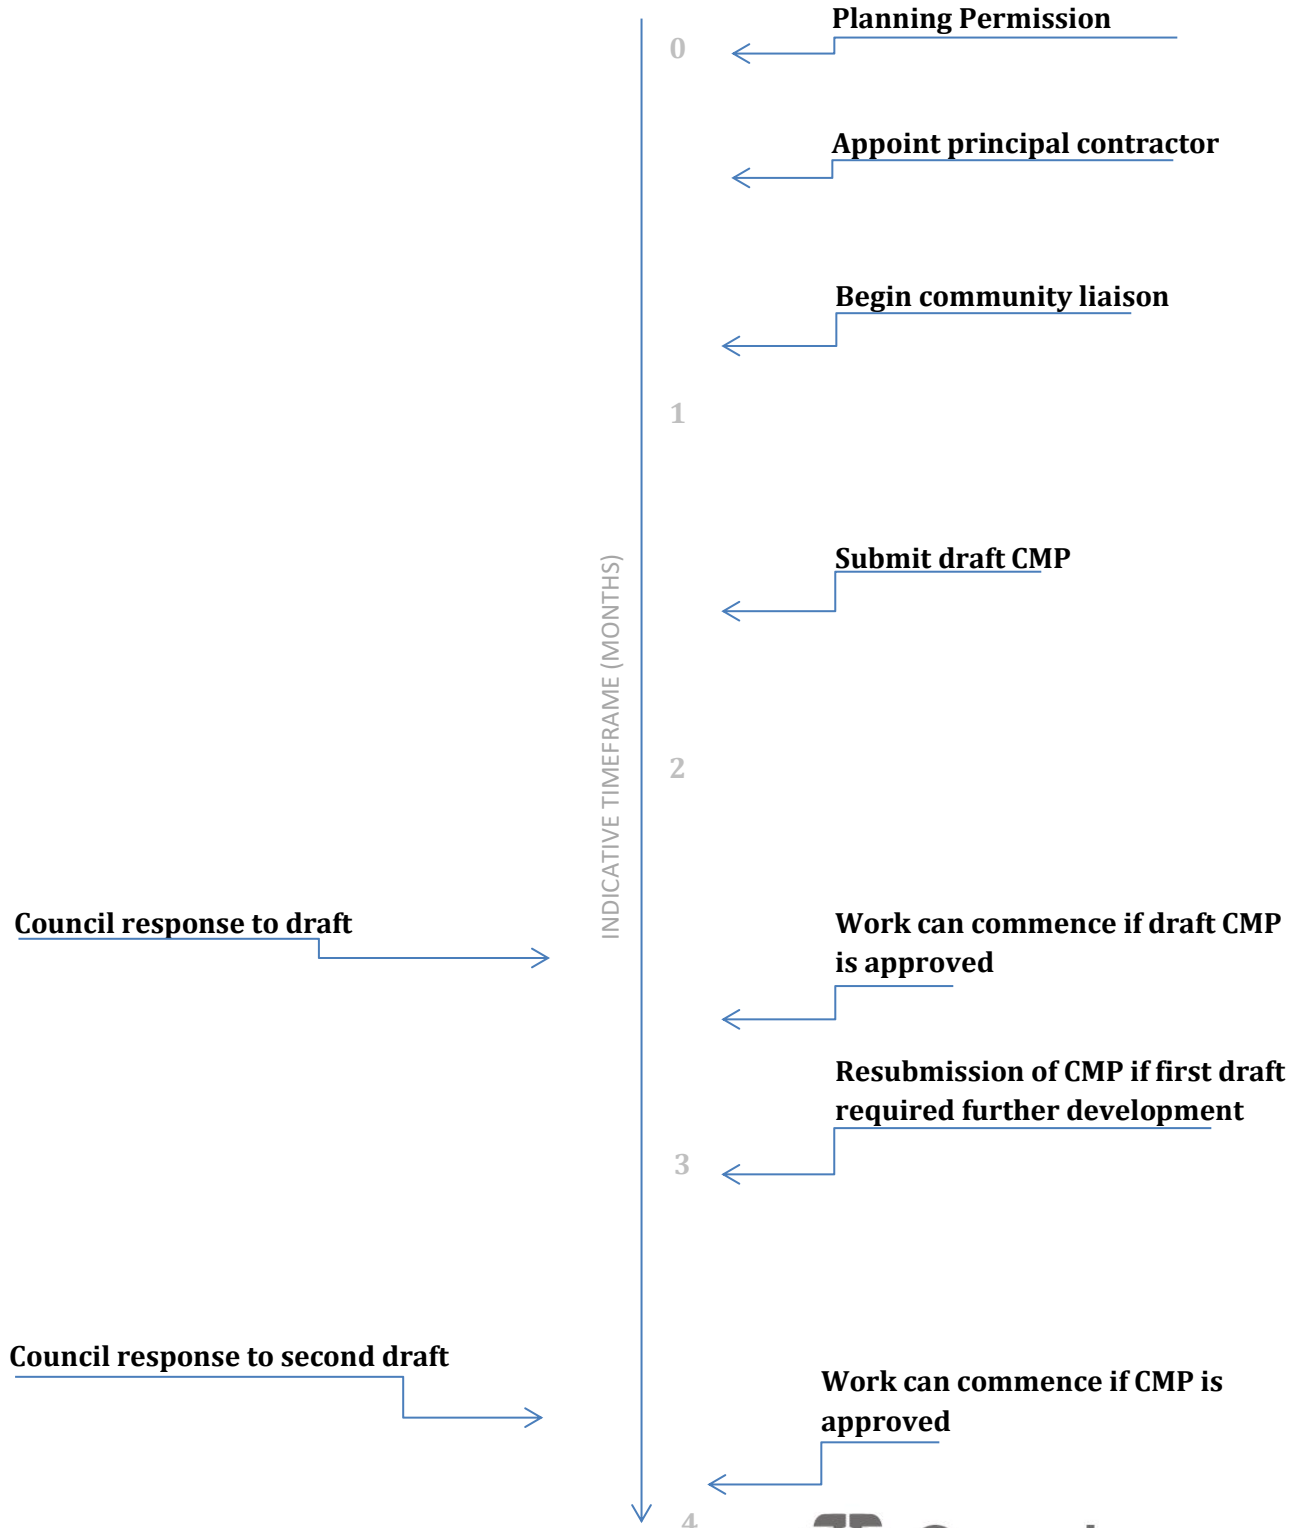 Planning Permission
0
Appoint principal contractor
Begin community liaison
1
Submit draft CMP
INDICATIVE TIMEFRAME (MONTHS)
2
Council response to draft
Work can commence if draft CMP
is approved
Resubmission of CMP if first draft
required further development
3
Council response to second draft
Work can commence if CMP is
approved
4